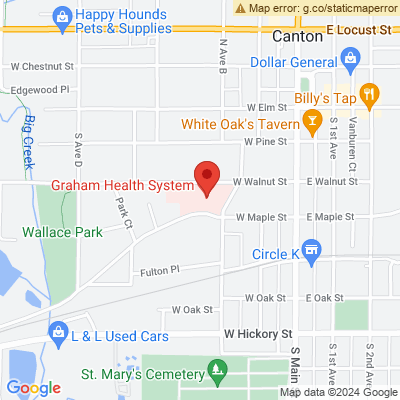 Map error: g.co/staticmaperror
Happy Hounds
Pets & Supplies
E Locust St
Canton
N Ave B
W Chestnut St
Dollar General
Edgewood Pl
Billy's Tap
W Elm St
White Oak's Tavern
Big Creek
S Ave D
W Pine St
S 1st Ave
Vanburen Ct
Graham Health System
W Walnut St
E Walnut St
Park Ct
W Maple St
E Maple St
Wallace Park
Circle K
Fulton Pl
W Oak St
E Oak St
W Oak St
L & L Used Cars
W Hickory St
St. Mary's Cemetery
S Main
S 1st Ave
S 2nd Ave
Google
Map data ©2024 Google